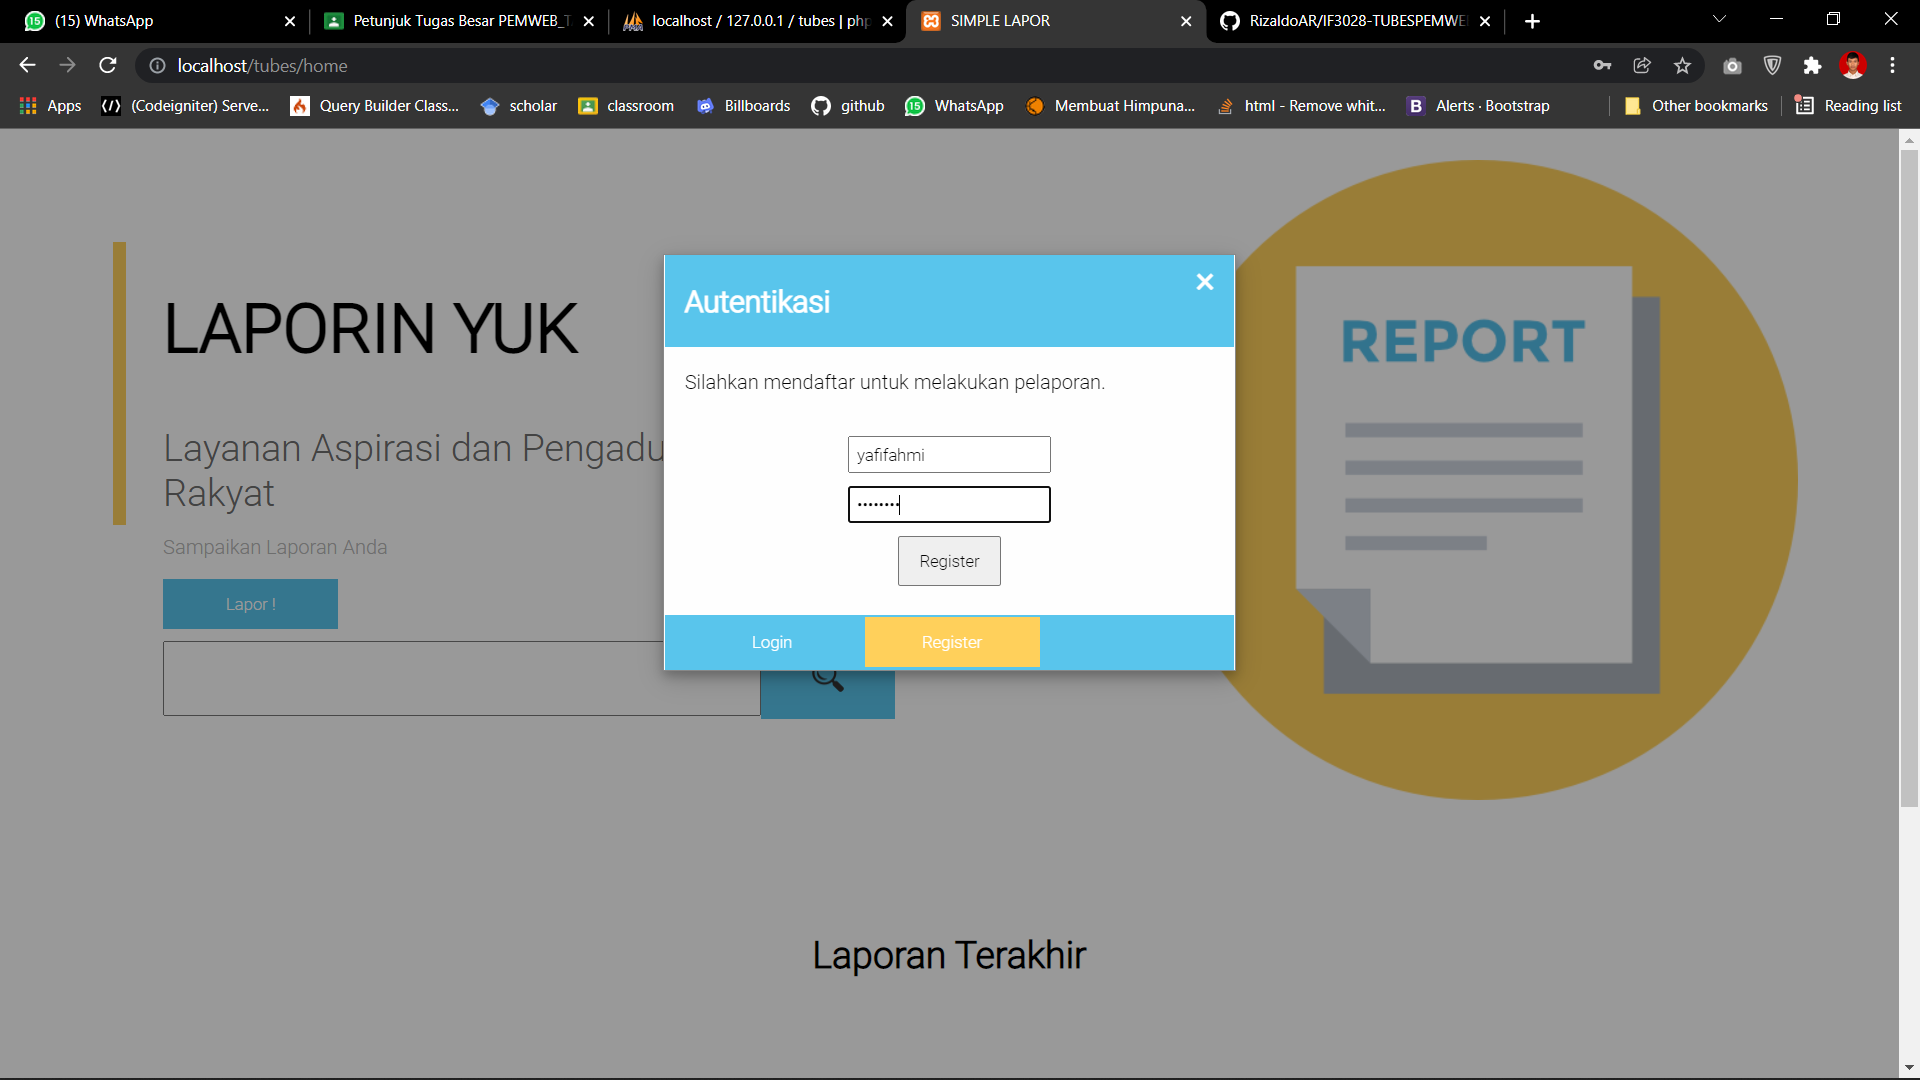 (15) WhatsApp
Petunjuk Tugas Besar PEMWEB_T
localhost / 127.0.0.1 / tubes | php
SIMPLE LAPOR
RizaldoAR/IF3028-TUBESPEMWE
localhost/tubes/home
Apps
(Codeigniter) Serve...
Query Builder Class...
scholar
classroom
Billboards
github
WhatsApp
Membuat Himpuna...
html - Remove whit...
Alerts · Bootstrap
Other bookmarks
Reading list
LAPORIN YUK
Layanan Aspirasi dan Pengadu
Rakyat
Sampaikan Laporan Anda
Lapor !
Autentikasi
Silahkan mendaftar untuk melakukan pelaporan.
yafifahmi
Register
Login
Register
REPORT
Laporan Terakhir